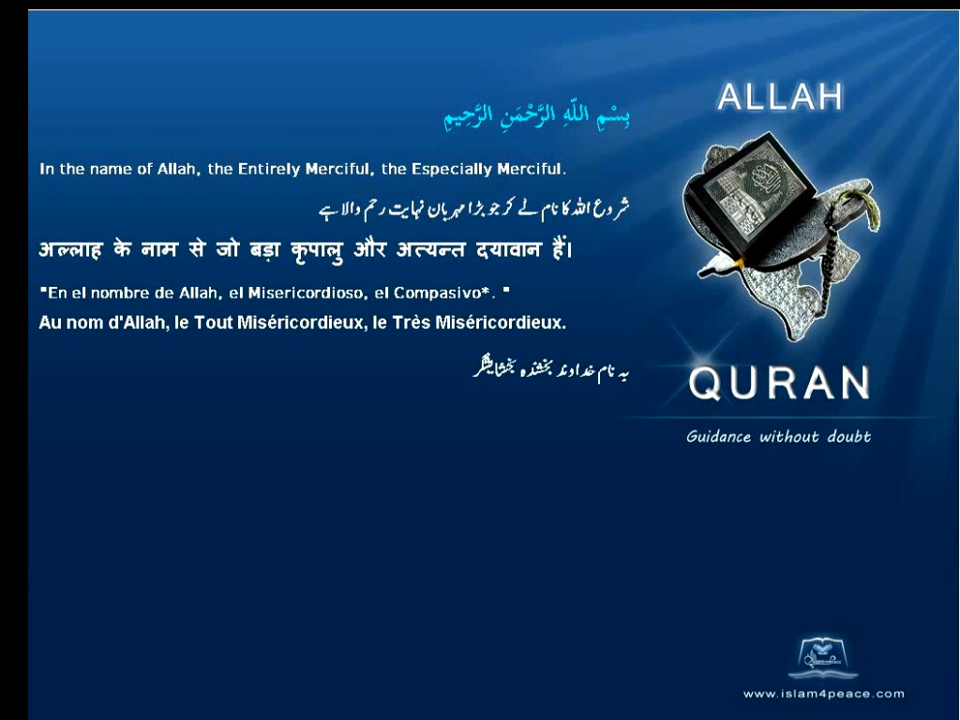 بِسْمِ اللّهِ الرَّحْمَنِ الرَّحِيمِ
In the name of Allah, the Entirely Merciful, the Especially Merciful.
شروع الله کا نام لے کر جو بڑا مہربان نہایت رحم والا ہے
अल्लाह के नाम से जो बड़ा कृपालु और अत्यन्त दयावान हैं।
"En el nombre de Allah, el Misericordioso, el Compasivo*. "
Au nom d'Allah, le Tout Miséricordieux, le Très Miséricordieux.
به نام خداوند بخشنده بخشایشگر
ALLAH
QURAN
Guidance without doubt
www.islam4peace.com